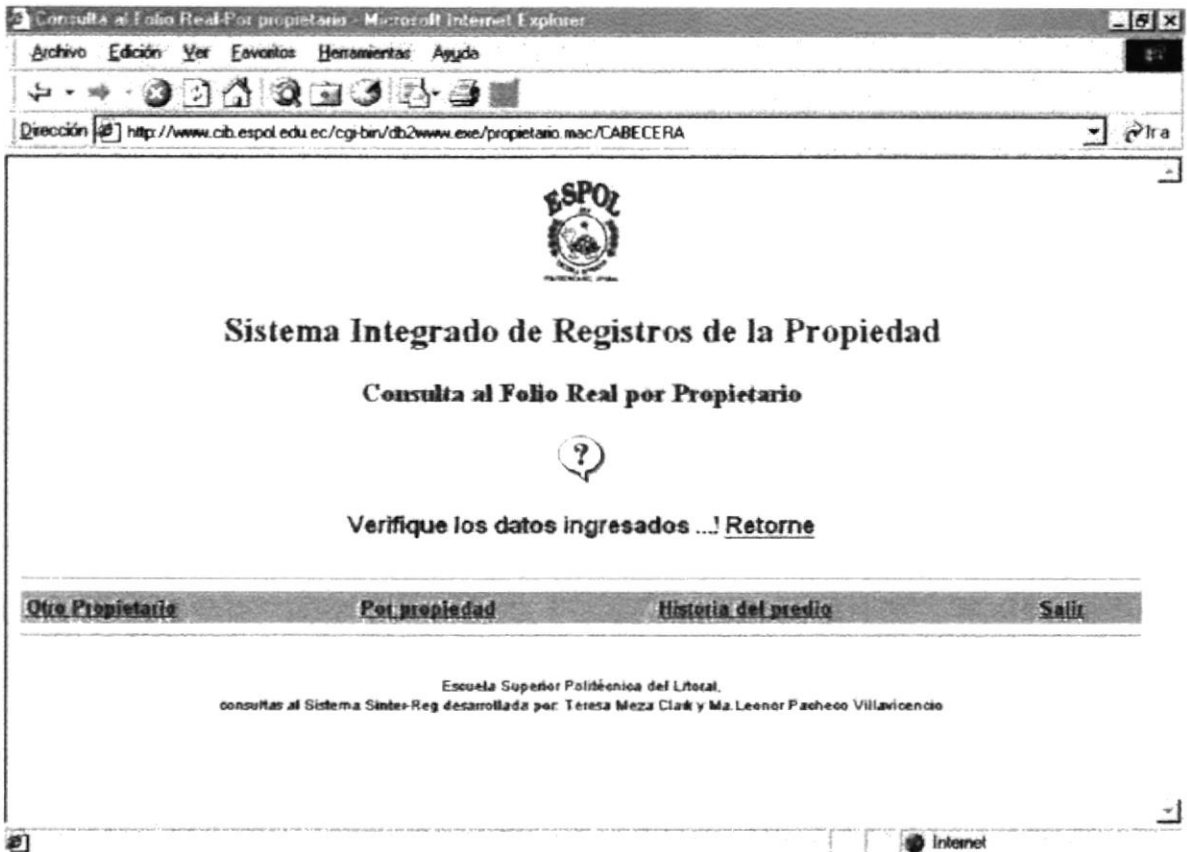 Consulta al Folio Real-Por propietario - Microsoft Internet Explorer
Archivo Edición Ver Favoritos Herramientas Ayuda
Dirección http://www.cib.espol.edu.ec/cgi-bin/db2www.exe/propietario.mac/CABECERA Ir a
ESPOL
Sistema Integrado de Registros de la Propiedad
Consulta al Folio Real por Propietario
?
Verifique los datos ingresados ...! Retorne
Otro Propietario Por propiedad Historia del predio Salir
Escuela Superior Politécnica del Litoral,
consultas al Sistema Sinter-Reg desarrollada por: Teresa Meza Clark y Ma. Leonor Pacheco Villavicencio
Internet